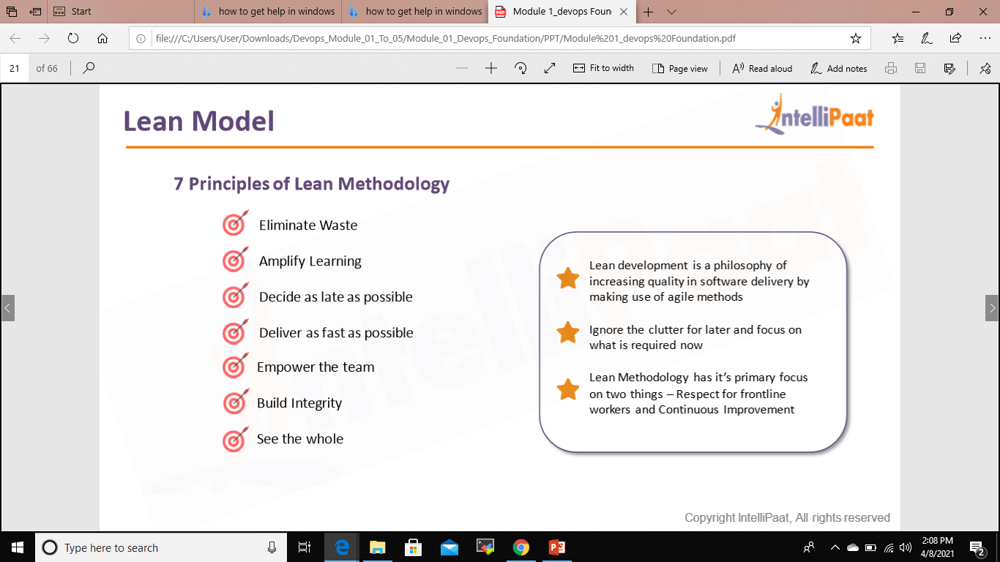 Start
how to get help in windows
how to get help in windows
Module 1_devops Foun
file:///C:/Users/User/Downloads/Devops_Module_01_To_05/Module_01_Devops_Foundation/PPT/Module%201_devops%20Foundation.pdf
21 of 66
Fit to width
Page view
Read aloud
Add notes
Lean Model
IntelliPaat
7 Principles of Lean Methodology
Eliminate Waste
Amplify Learning
Decide as late as possible
Deliver as fast as possible
Empower the team
Build Integrity
See the whole
Lean development is a philosophy of
increasing quality in software delivery by
making use of agile methods
Ignore the clutter for later and focus on
what is required now
Lean Methodology has it’s primary focus
on two things – Respect for frontline
workers and Continuous Improvement
IntelliPaat
Copyright IntelliPaat, All rights reserved
Type here to search
2:08 PM
4/8/2021
2